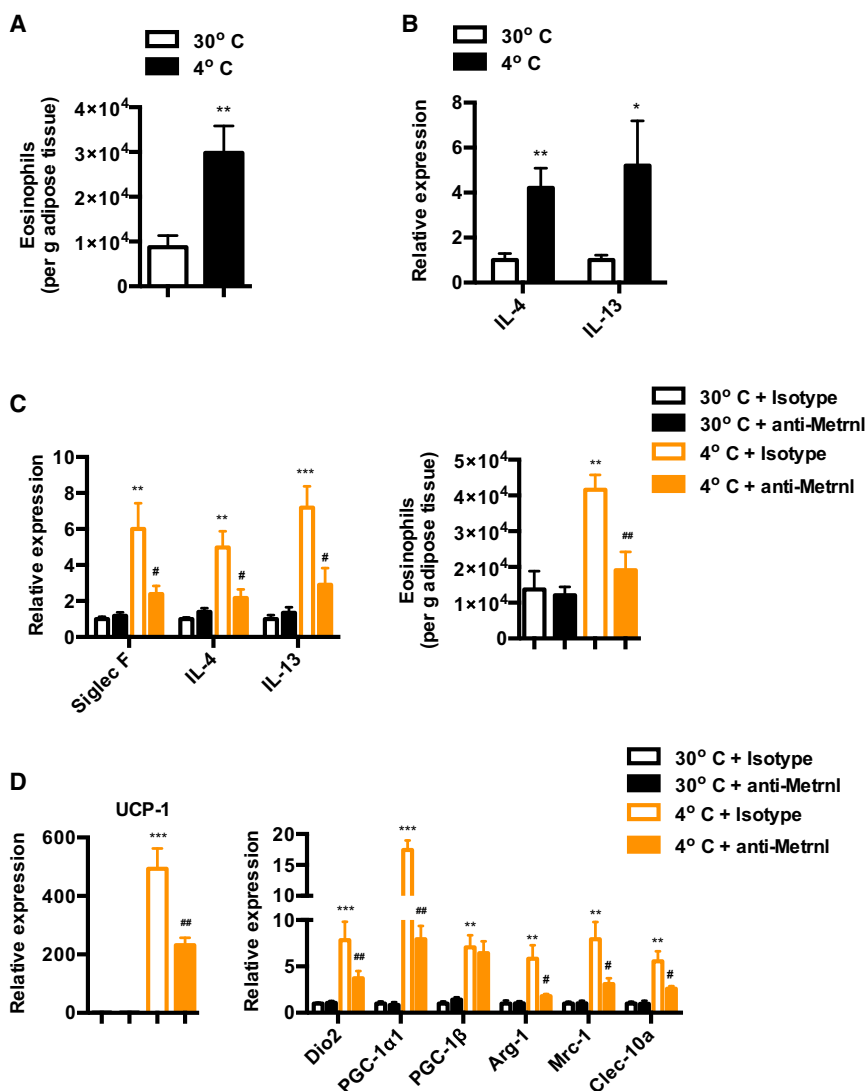 A
30° C
4° C
Eosinophils
(per g adipose tissue)
4×10⁴
3×10⁴
2×10⁴
1×10⁴
0
**
B
30° C
4° C
Relative expression
8
6
4
2
0
**
*
IL-4
IL-13
C
30° C + Isotype
30° C + anti-Metrnl
4° C + Isotype
4° C + anti-Metrnl
Relative expression
10
8
6
4
2
0
**
#
**
#
***
#
Siglec F
IL-4
IL-13
Eosinophils
(per g adipose tissue)
5×10⁴
4×10⁴
3×10⁴
2×10⁴
1×10⁴
0
**
##
D
30° C + Isotype
30° C + anti-Metrnl
4° C + Isotype
4° C + anti-Metrnl
UCP-1
Relative expression
600
400
200
0
***
##
Relative expression
20
15
10
5
0
***
##
***
##
**
**
#
**
#
**
#
Dio2
PGC-1α1
PGC-1β
Arg-1
Mrc-1
Clec-10a